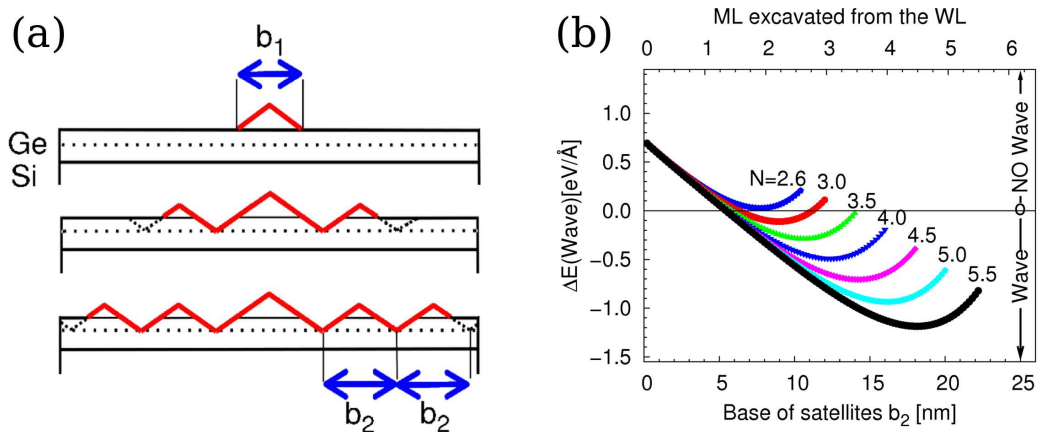 (a)
b₁
Ge
Si
b₂ b₂
(b)
ML excavated from the WL
0 1 2 3 4 5 6
ΔE(Wave)[eV/Å]
1.0
0.5
0.0
−0.5
−1.0
−1.5
N=2.6
3.0
3.5
4.0
4.5
5.0
5.5
NO Wave
Wave
0 5 10 15 20 25
Base of satellites b₂ [nm]